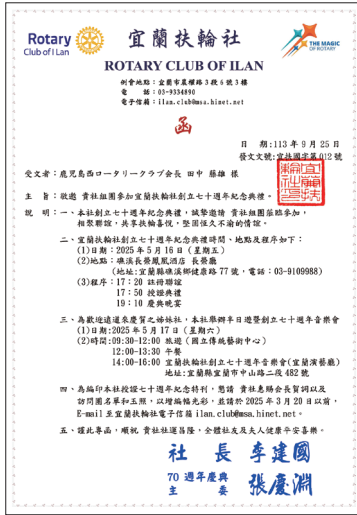 Rotary
Club of I Lan
宜蘭扶輪社
THE MAGIC
OF ROTARY
ROTARY CLUB OF ILAN
例會地點：宜蘭市農權路3段6號3樓
電　　話：03-9334890
電子信箱：ilan.club@msa.hinet.net
函
日　　期：113年9月25日
發文文號：宜扶國字第012號
受文者：鹿児島西ロータリークラブ会長 田中 藤雄 様
主　旨：敬邀 貴社組團參加宜蘭扶輪社創立七十週年紀念典禮。
說　明：一、本社創立七十週年紀念典禮，誠摯邀請 貴社組團蒞臨參加，
相聚聯誼，共享扶輪喜悅，堅固恆久不渝的情誼。
二、宜蘭扶輪社創立七十週年紀念典禮時間、地點及程序如下：
(1)日期：2025年5月16日（星期五）
(2)地點：礁溪長榮鳳凰酒店 長榮廳
(地址:宜蘭縣礁溪鄉健康路77號，電話：03-9109988)
(3)程序：17：20 註冊聯誼
17：50 授證典禮
19：10 慶典晚宴
三、為歡迎遠道來慶賀之姊妹社，本社舉辦半日遊暨創立七十週年音樂會
(1)日期:2025年5月17日（星期六）
(2)時間:09:30-12:00 旅遊（國立傳統藝術中心）
12:00-13:30 午餐
14:00-16:00 宜蘭扶輪社創立七十週年音樂會(宜蘭演藝廳)
地址:宜蘭縣宜蘭市中山路二段482號
四、為編印本社授證七十週年紀念特刊，懇請 貴社惠賜會長賀詞以及
訪問團名單和玉照，以增編幅光彩，並請於2025年3月20日以前，
E-mail至宜蘭扶輪社電子信箱ilan.club@msa.hinet.net。
五、謹此專函，順祝 貴社社運昌隆，全體社友及夫人健康平安喜樂。
社　長 李建國
70 週年慶典
主　委 張慶淵